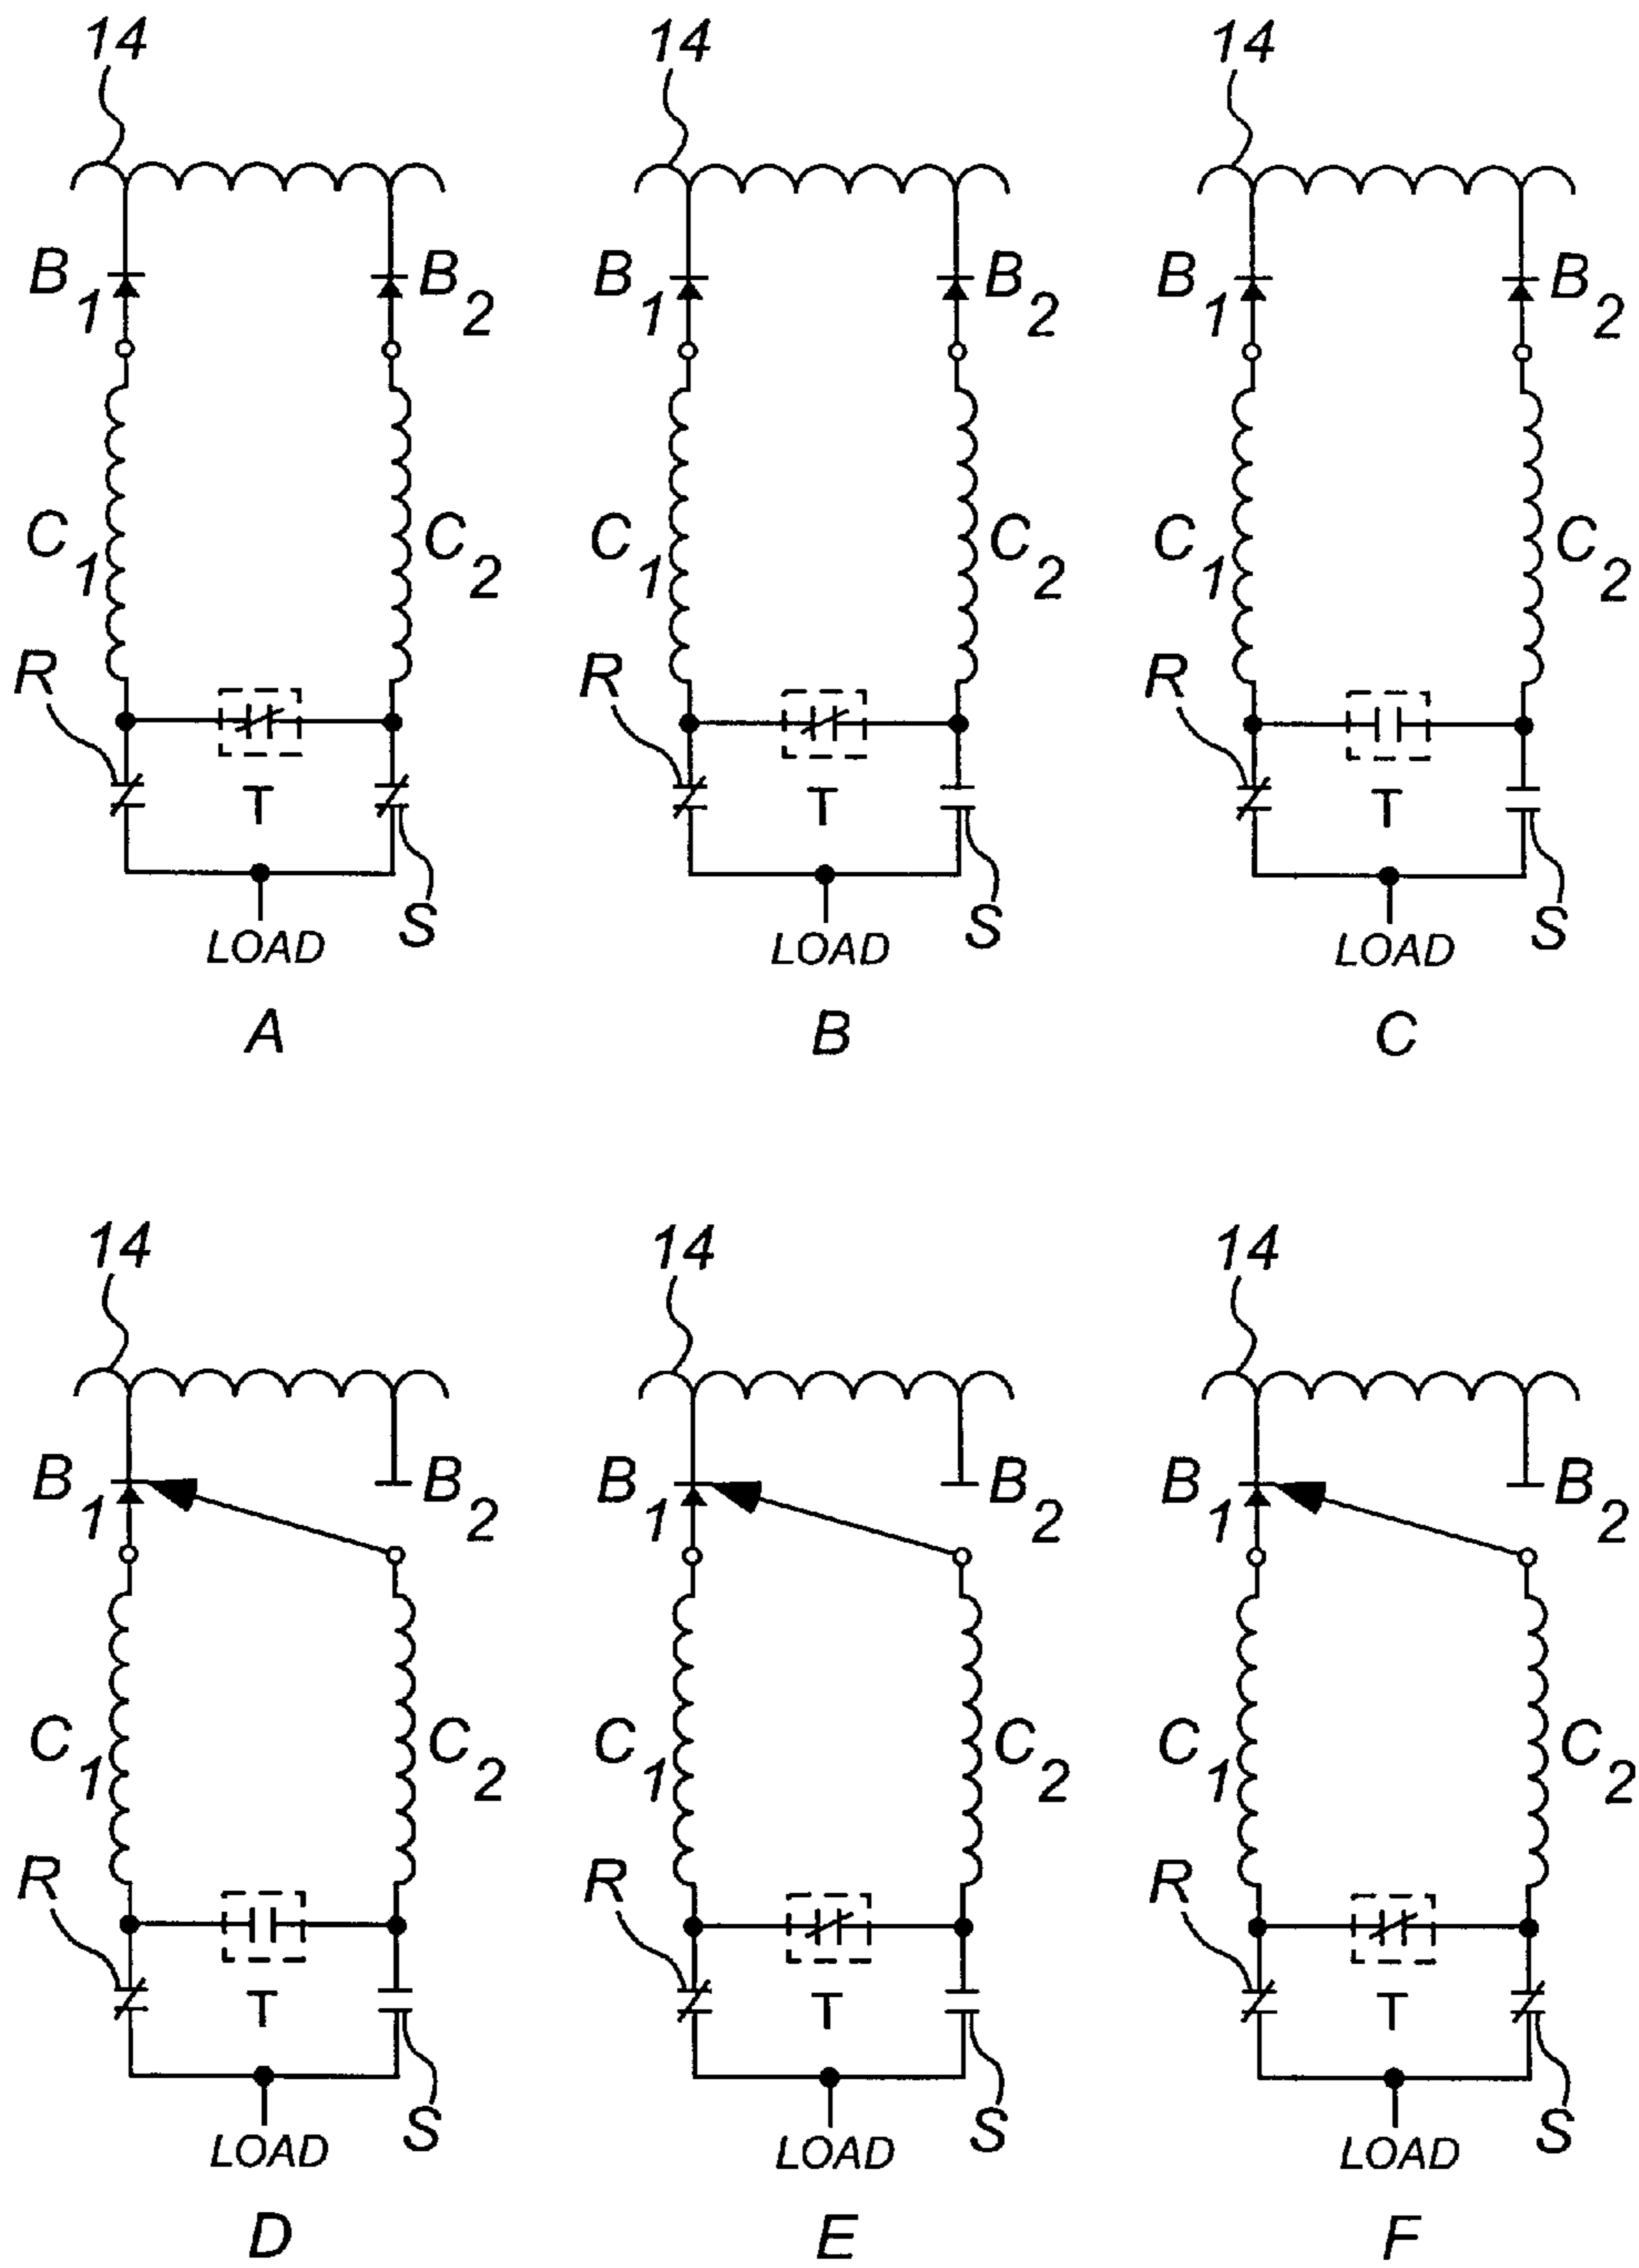 14 14 14
B1 B2 B1 B2 B1 B2
C1 C2 C1 C2 C1 C2
R R R
T T T
S S S
LOAD LOAD LOAD
A B C
14 14 14
B1 B2 B1 B2 B1 B2
C1 C2 C1 C2 C1 C2
R R R
T T T
S S S
LOAD LOAD LOAD
D E F